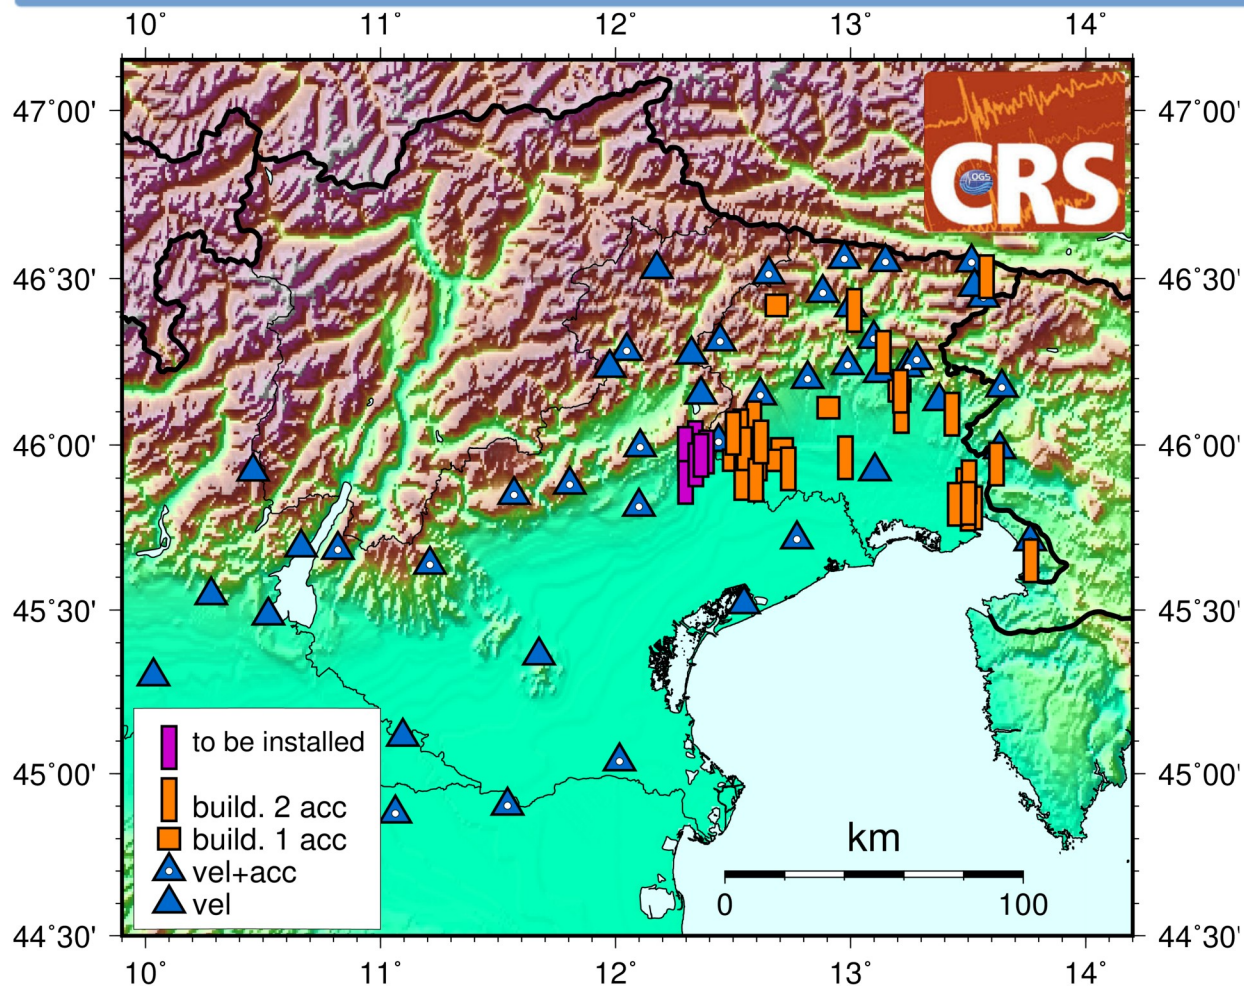 10° 11° 12° 13° 14°
47°00' 47°00'
OGS
CRS
46°30' 46°30'
46°00' 46°00'
45°30' 45°30'
to be installed
45°00' 45°00'
build. 2 acc
build. 1 acc
km
vel+acc
vel
0 100
44°30' 44°30'
10° 11° 12° 13° 14°